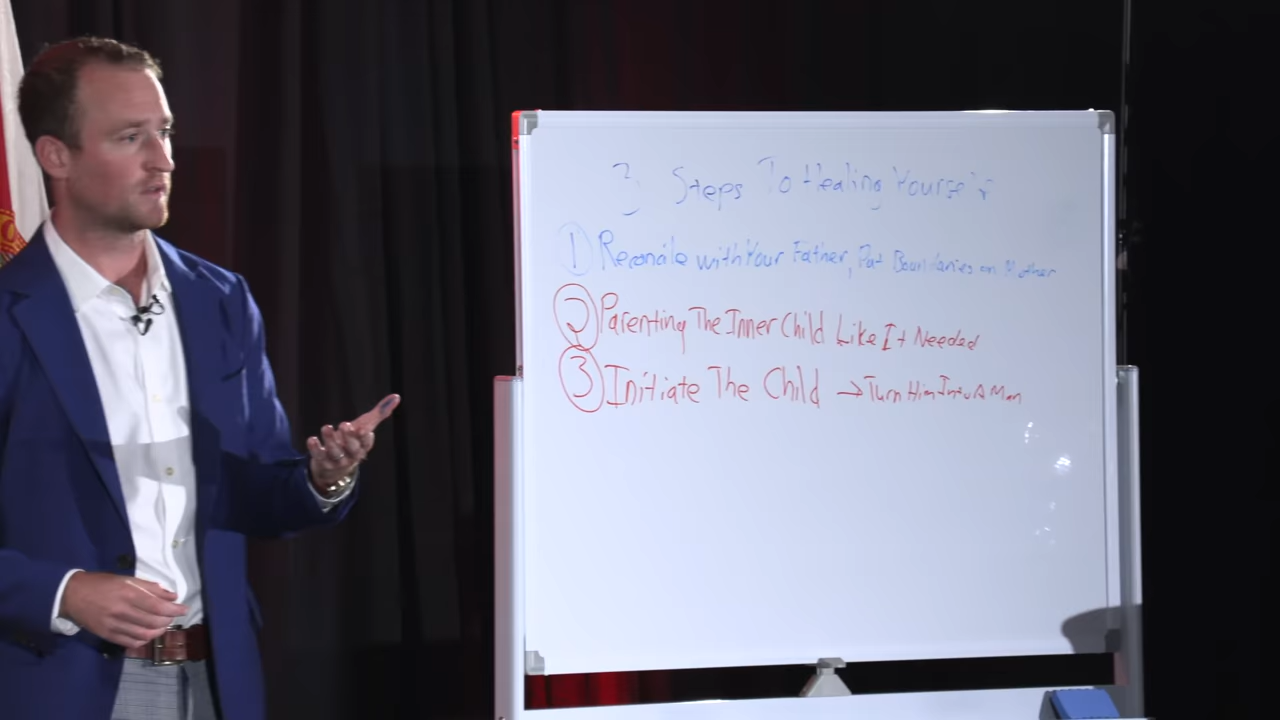 3 Steps To Healing Yourself
1 Reconcile with Your Father, Put Boundaries on Mother
2 Parenting The Inner Child Like It Needed
3 Initiate The Child → Turn Him Into A Man